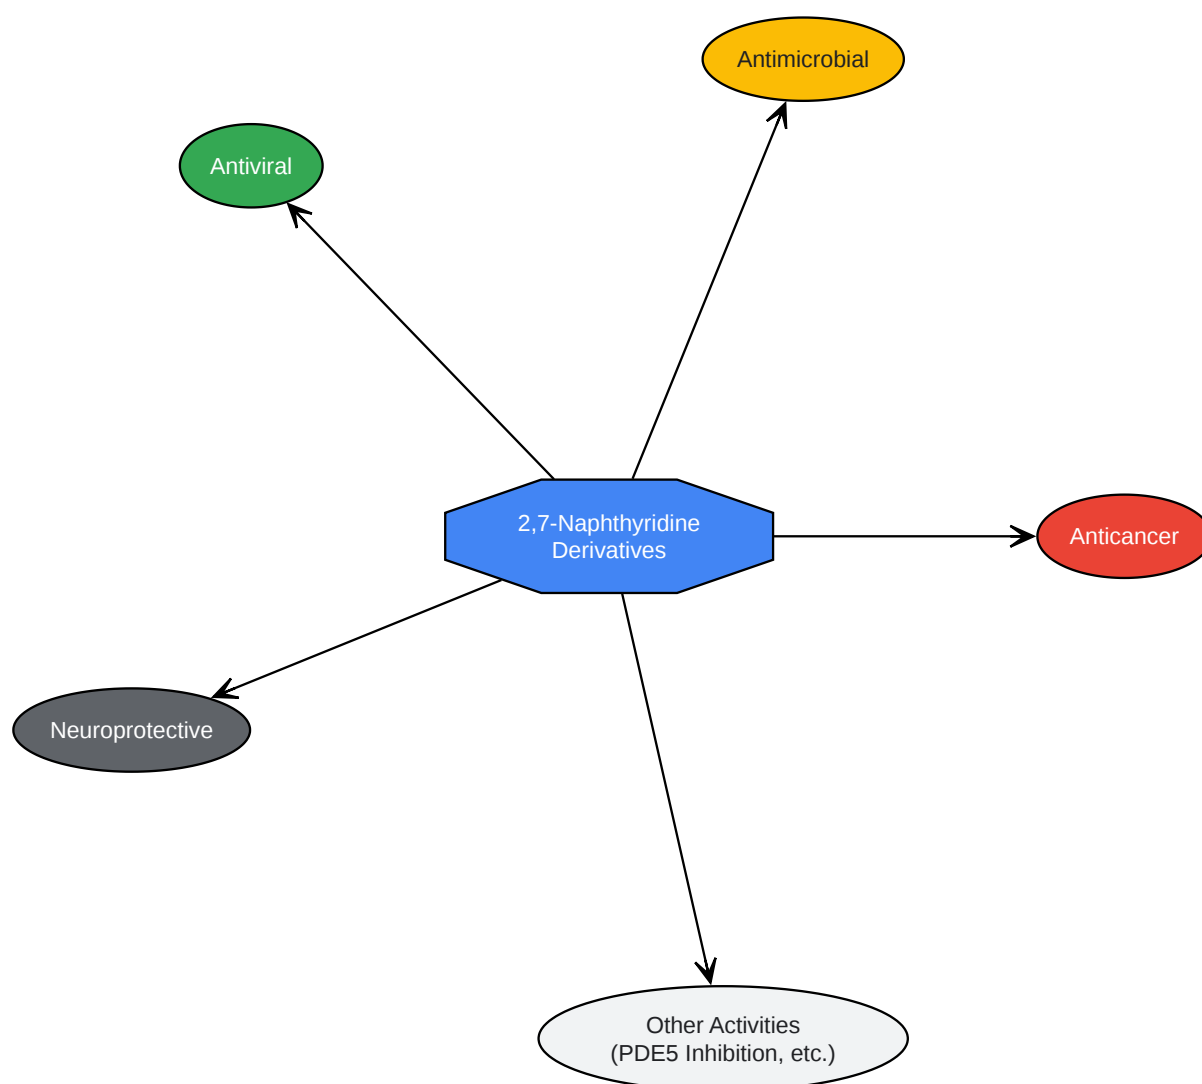 Antimicrobial
Antiviral
2,7-Naphthyridine
Derivatives
Anticancer
Neuroprotective
Other Activities
(PDE5 Inhibition, etc.)